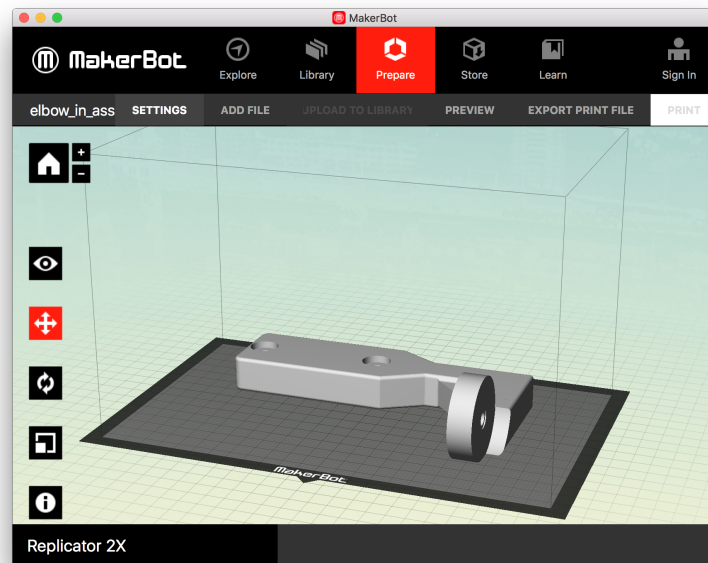 MakerBot
MakerBot
Explore
Library
Prepare
Store
Learn
Sign In
elbow_in_ass
SETTINGS
ADD FILE
UPLOAD TO LIBRARY
PREVIEW
EXPORT PRINT FILE
PRINT
+
-
MakerBot
Replicator 2X